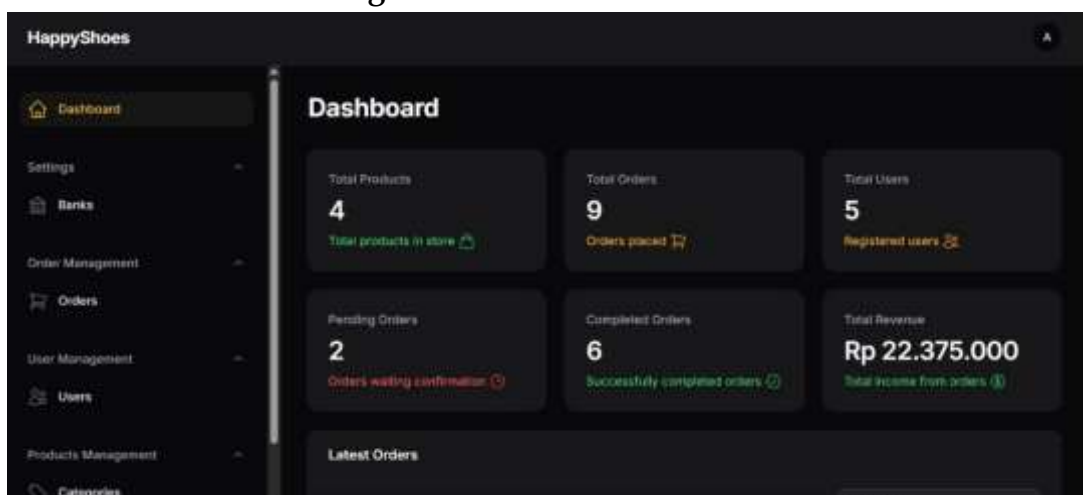 HappyShoes
A
Dashboard
Settings
Banks
Order Management
Orders
User Management
Users
Products Management
Categories
Dashboard
Total Products
4
Total products in store
Total Orders
9
Orders placed
Total Users
5
Registered users
Pending Orders
2
Orders waiting confirmation
Completed Orders
6
Successfully completed orders
Total Revenue
Rp 22.375.000
Total income from orders
Latest Orders